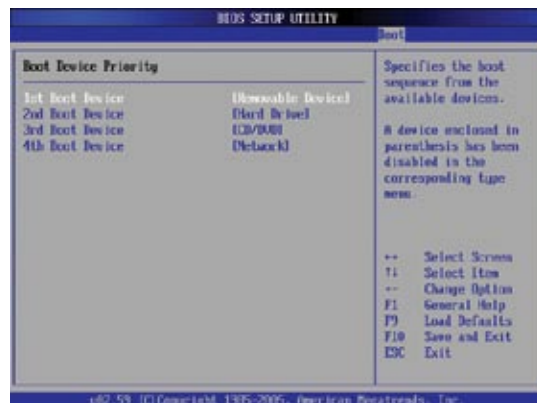 BIOS SETUP UTILITY
Boot
Boot Device Priority
1st Boot Device [Removable Device]
2nd Boot Device [Hard Drive]
3rd Boot Device [CD/DVD]
4th Boot Device [Network]
Specifies the boot
sequence from the
available devices.
A device enclosed in
parenthesis has been
disabled in the
corresponding type
menu.
↔ Select Screen
↑↓ Select Item
+- Change Option
F1 General Help
F9 Load Defaults
F10 Save and Exit
ESC Exit
v02.59 (C)Copyright 1985-2005, American Megatrends, Inc.